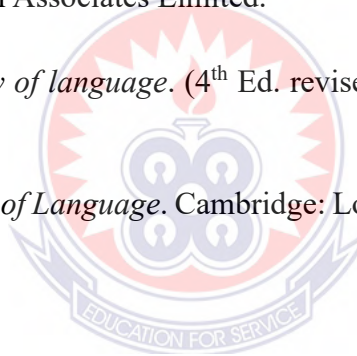 Associates Limited.
of language. (4th Ed. revise
of Language. Cambridge: Lo
EDUCATION FOR SERVICE